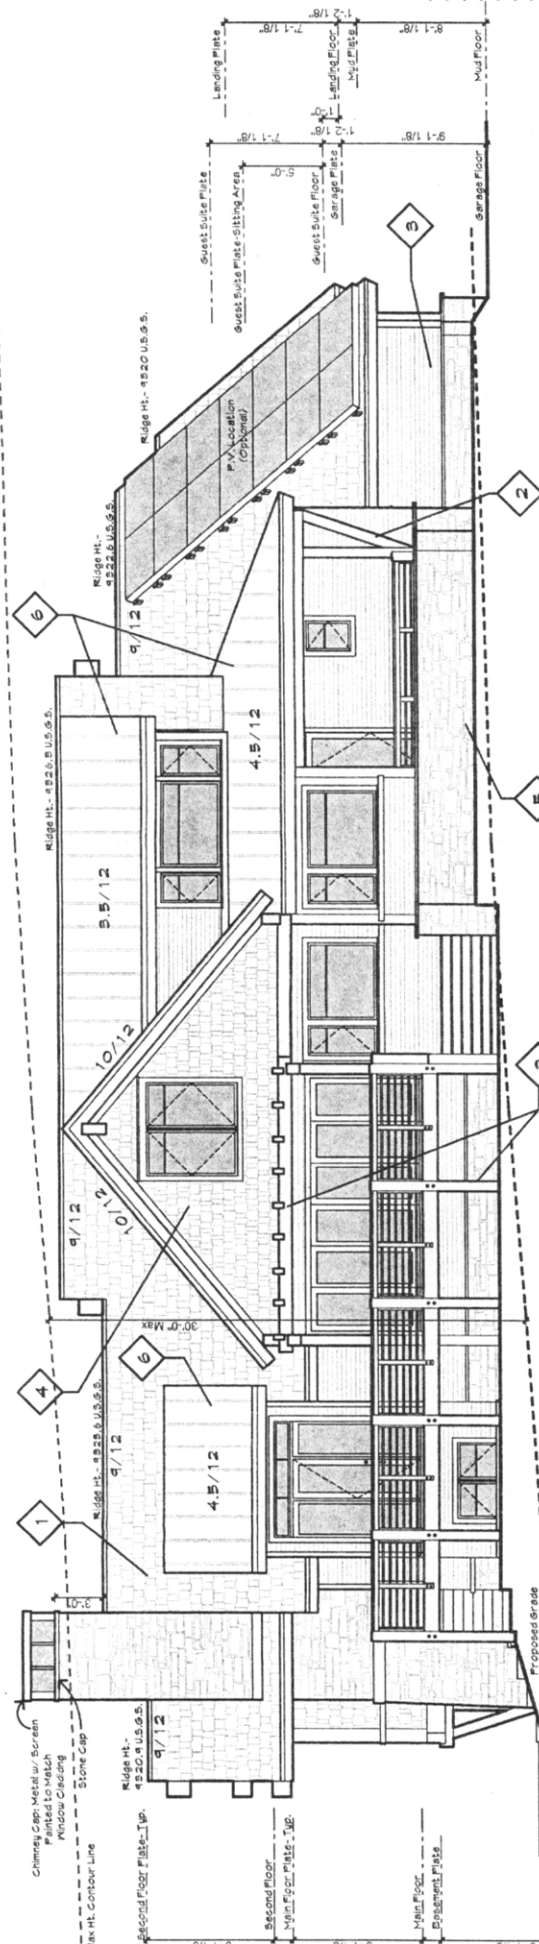 Chimney Cap: Metal w/ Screen
Painted to Match
Window Cladding
Stone Cap
Max Ht. Contour Line
Second Floor Plate-Typ.
Second Floor
Main Floor Plate-Typ.
Main Floor
Basement Plate
Ridge Ht.-
9520.9 U.S.G.S.
9/12
3'-0"
1
Ridge Ht.- 9525.6 U.S.G.S.
9/12
4.5/12
6
4
30'-0" Max
9/12
10/12
10/12
Ridge Ht.- 9526.5 U.S.G.S.
3.5/12
6
4.5/12
9/12
Ridge Ht.-
9522.6 U.S.G.S.
Ridge Ht.- 9520 U.S.G.S.
P.V. Location
(Optional)
2
3
5
Proposed Grade
Guest Suite Plate
Guest Suite Plate-Sitting Area
Guest Suite Floor
Garage Plate
Garage Floor
7'-1 1/8"
5'-0"
1'-0"
1'-2 1/8"
9'-1 1/8"
Landing Plate
Landing Floor
Mud Plate
Mud Floor
7'-1 1/8"
1'-2 1/8"
8'-1 1/8"